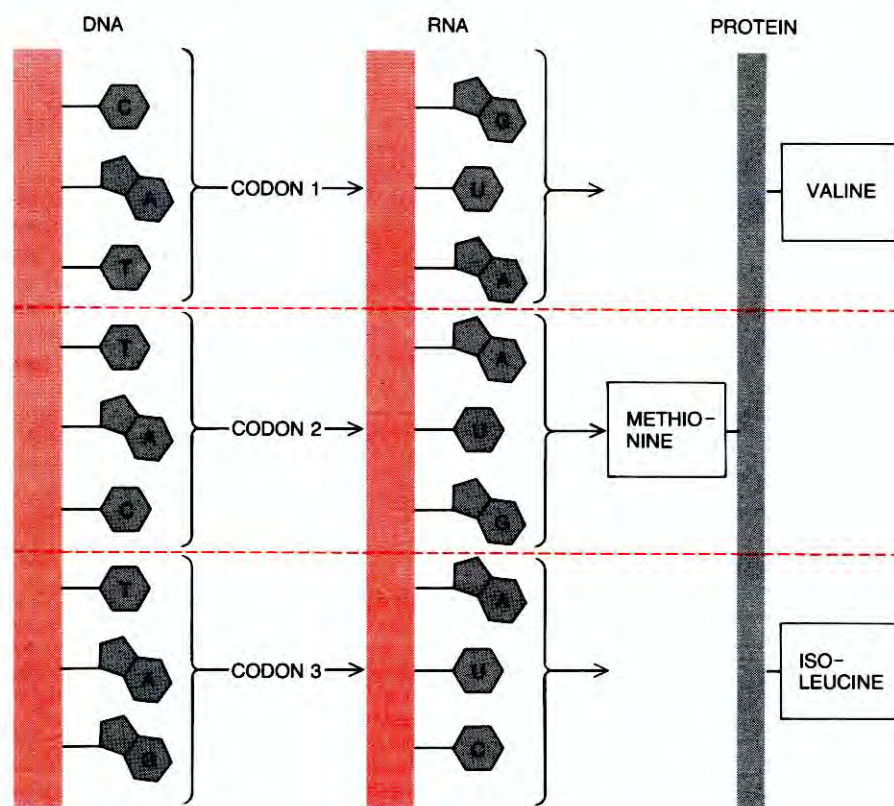 DNA RNA PROTEIN
C
G
A
CODON 1
U
VALINE
T
A
T
A
A
CODON 2
U
METHIO-
NINE
C
G
T
A
A
CODON 3
U
ISO-
LEUCINE
G
C